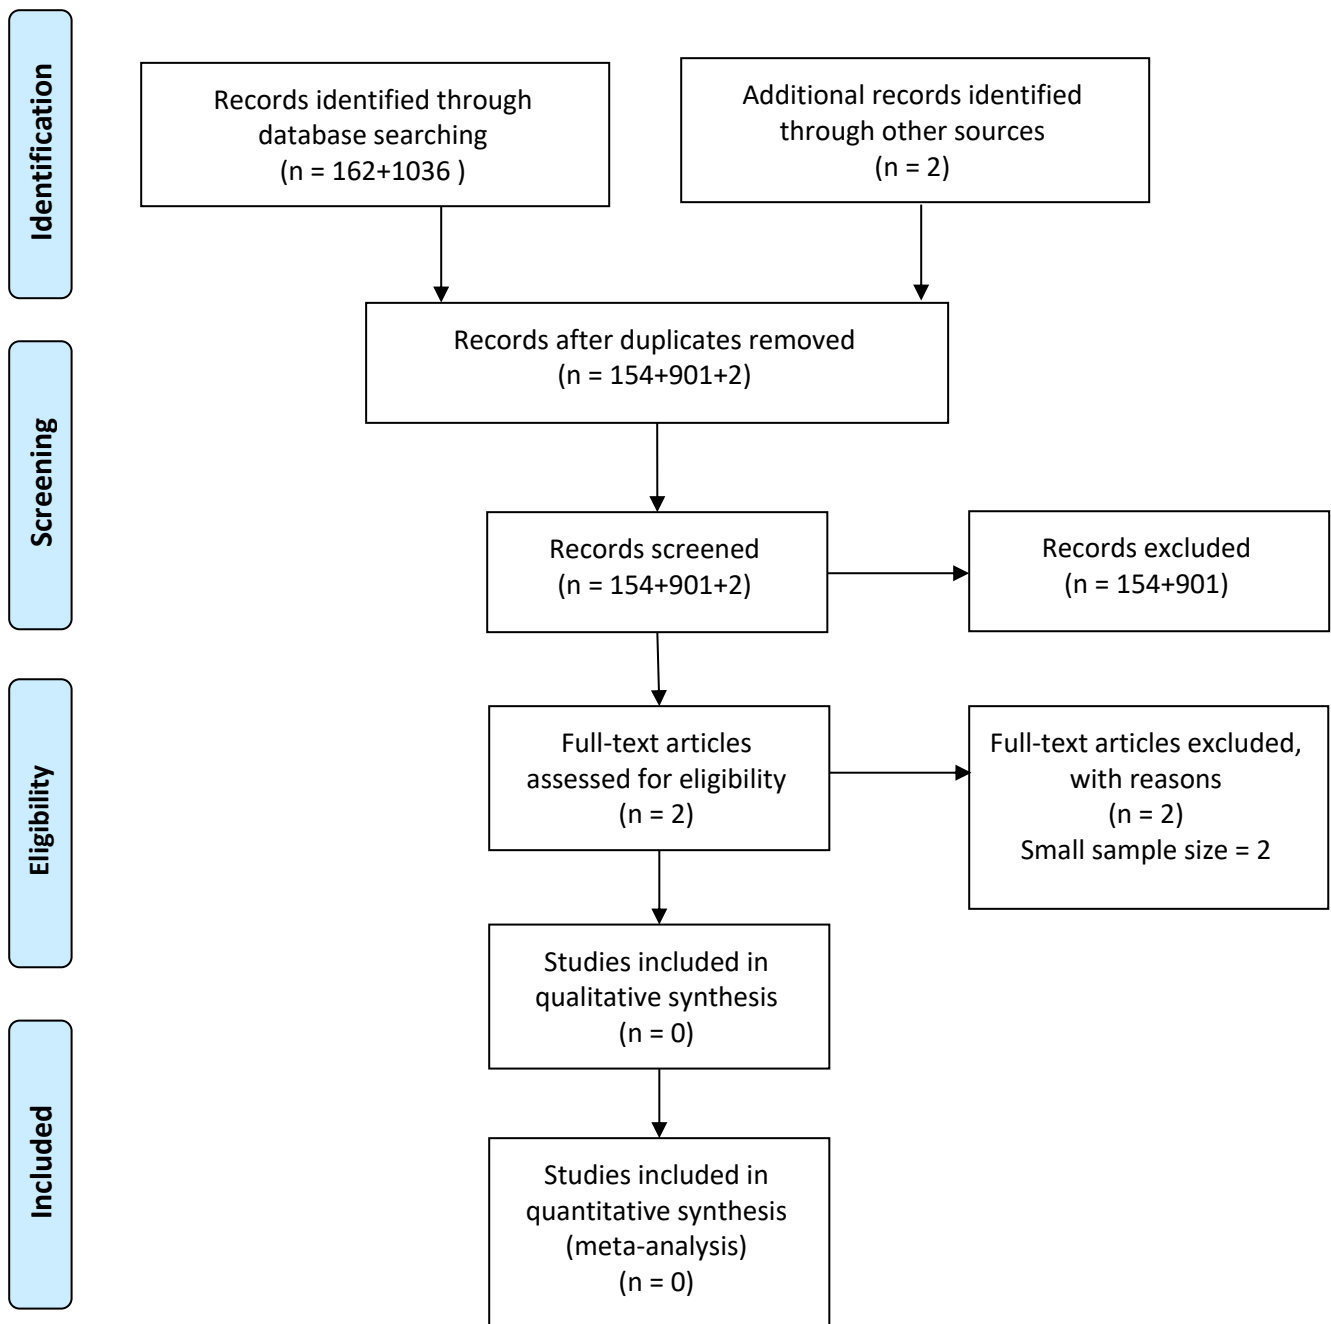 Identification
Records identified through
database searching
(n = 162+1036 )
Additional records identified
through other sources
(n = 2)
Records after duplicates removed
(n = 154+901+2)
Screening
Records screened
(n = 154+901+2)
Records excluded
(n = 154+901)
Eligibility
Full-text articles
assessed for eligibility
(n = 2)
Full-text articles excluded,
with reasons
(n = 2)
Small sample size = 2
Studies included in
qualitative synthesis
(n = 0)
Included
Studies included in
quantitative synthesis
(meta-analysis)
(n = 0)